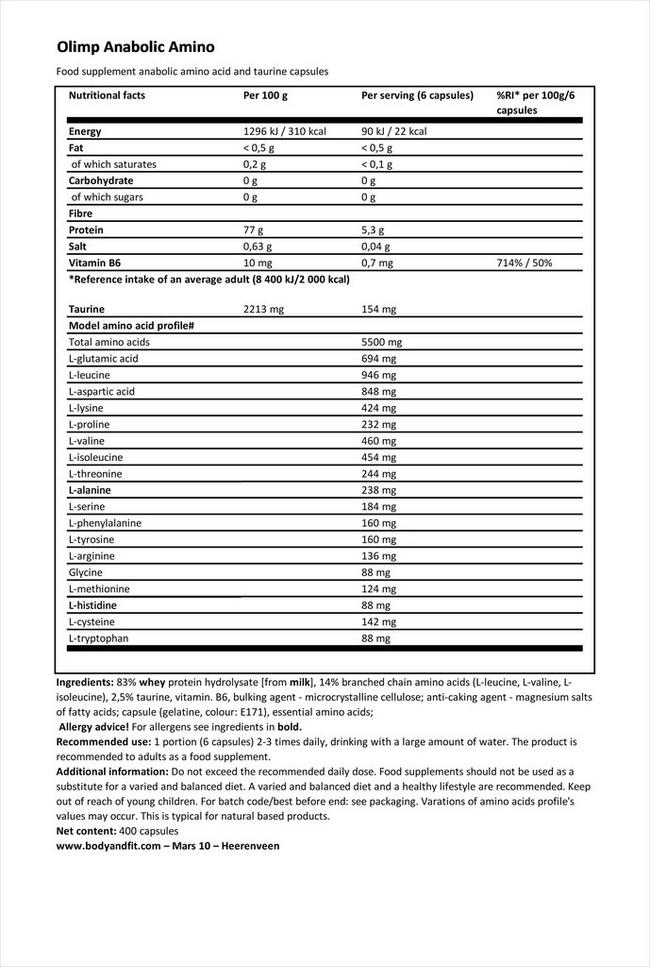 Olimp Anabolic Amino
Food supplement anabolic amino acid and taurine capsules
Nutritional facts Per 100 g Per serving (6 capsules) %RI* per 100g/6
capsules
Energy 1296 kJ / 310 kcal 90 kJ / 22 kcal
Fat < 0,5 g < 0,5 g
of which saturates 0,2 g < 0,1 g
Carbohydrate 0 g 0 g
of which sugars 0 g 0 g
Fibre
Protein 77 g 5,3 g
Salt 0,63 g 0,04 g
Vitamin B6 10 mg 0,7 mg 714% / 50%
*Reference intake of an average adult (8 400 kJ/2 000 kcal)
Taurine 2213 mg 154 mg
Model amino acid profile#
Total amino acids 5500 mg
L-glutamic acid 694 mg
L-leucine 946 mg
L-aspartic acid 848 mg
L-lysine 424 mg
L-proline 232 mg
L-valine 460 mg
L-isoleucine 454 mg
L-threonine 244 mg
L-alanine 238 mg
L-serine 184 mg
L-phenylalanine 160 mg
L-tyrosine 160 mg
L-arginine 136 mg
Glycine 88 mg
L-methionine 124 mg
L-histidine 88 mg
L-cysteine 142 mg
L-tryptophan 88 mg
Ingredients: 83% whey protein hydrolysate [from milk], 14% branched chain amino acids (L-leucine, L-valine, L-
isoleucine), 2,5% taurine, vitamin. B6, bulking agent - microcrystalline cellulose; anti-caking agent - magnesium salts
of fatty acids; capsule (gelatine, colour: E171), essential amino acids;
Allergy advice! For allergens see ingredients in bold.
Recommended use: 1 portion (6 capsules) 2-3 times daily, drinking with a large amount of water. The product is
recommended to adults as a food supplement.
Additional information: Do not exceed the recommended daily dose. Food supplements should not be used as a
substitute for a varied and balanced diet. A varied and balanced diet and a healthy lifestyle are recommended. Keep
out of reach of young children. For batch code/best before end: see packaging. Varations of amino acids profile's
values may occur. This is typical for natural based products.
Net content: 400 capsules
www.bodyandfit.com – Mars 10 – Heerenveen